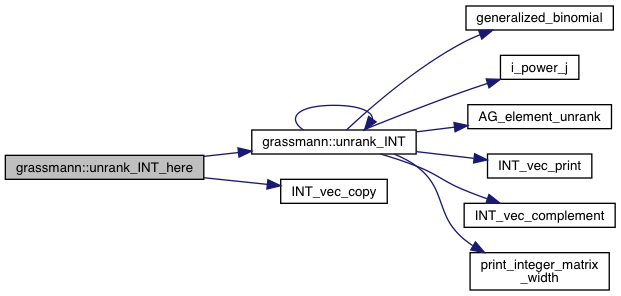 generalized_binomial
i_power_j
AG_element_unrank
grassmann::unrank_INT
INT_vec_print
grassmann::unrank_INT_here
INT_vec_copy
INT_vec_complement
print_integer_matrix
_width